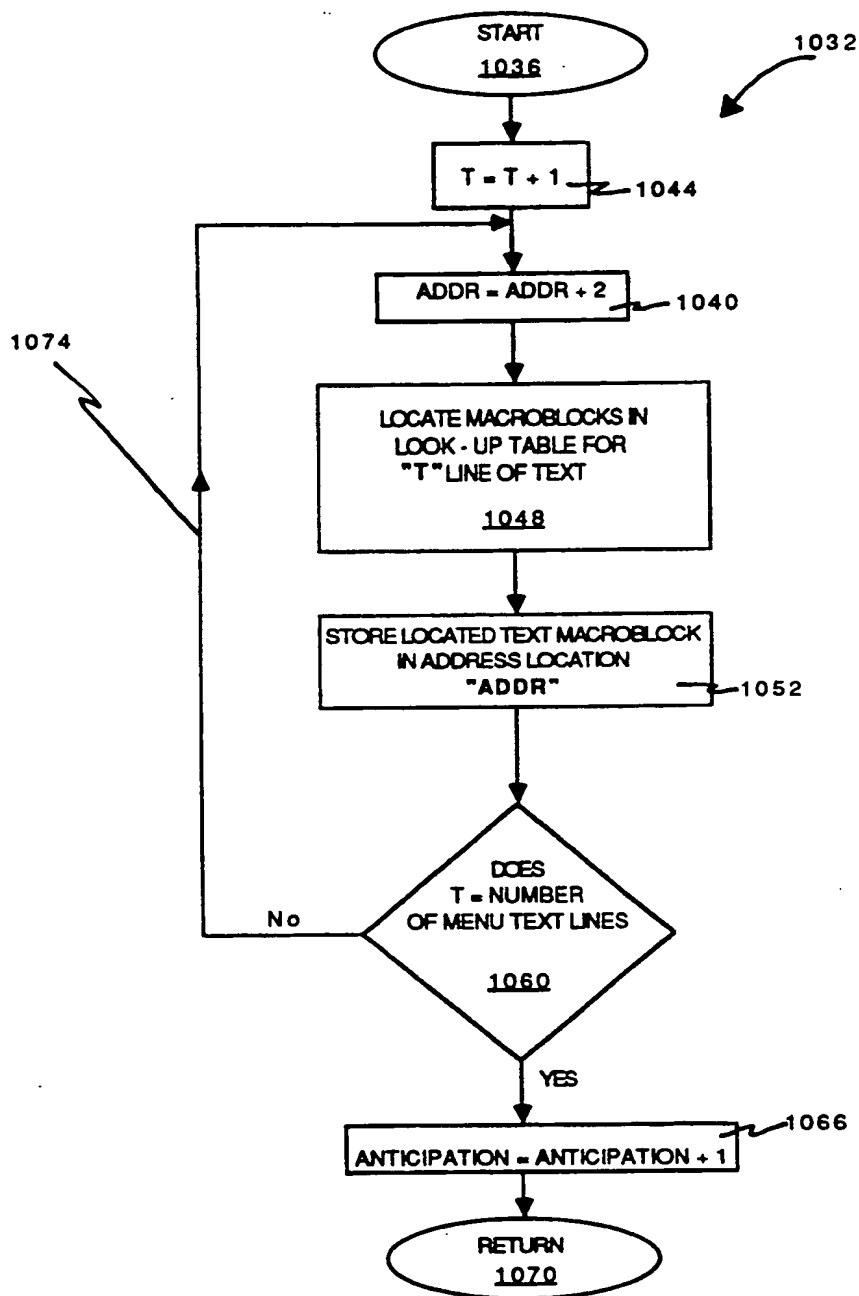 START
1036
1032
T = T + 1
1044
ADDR = ADDR + 2
1040
1074
LOCATE MACROBLOCKS IN
LOOK - UP TABLE FOR
"T" LINE OF TEXT
1048
STORE LOCATED TEXT MACROBLOCK
IN ADDRESS LOCATION
"ADDR"
1052
DOES
T = NUMBER
OF MENU TEXT LINES
1060
No
YES
1066
ANTICIPATION = ANTICIPATION + 1
RETURN
1070